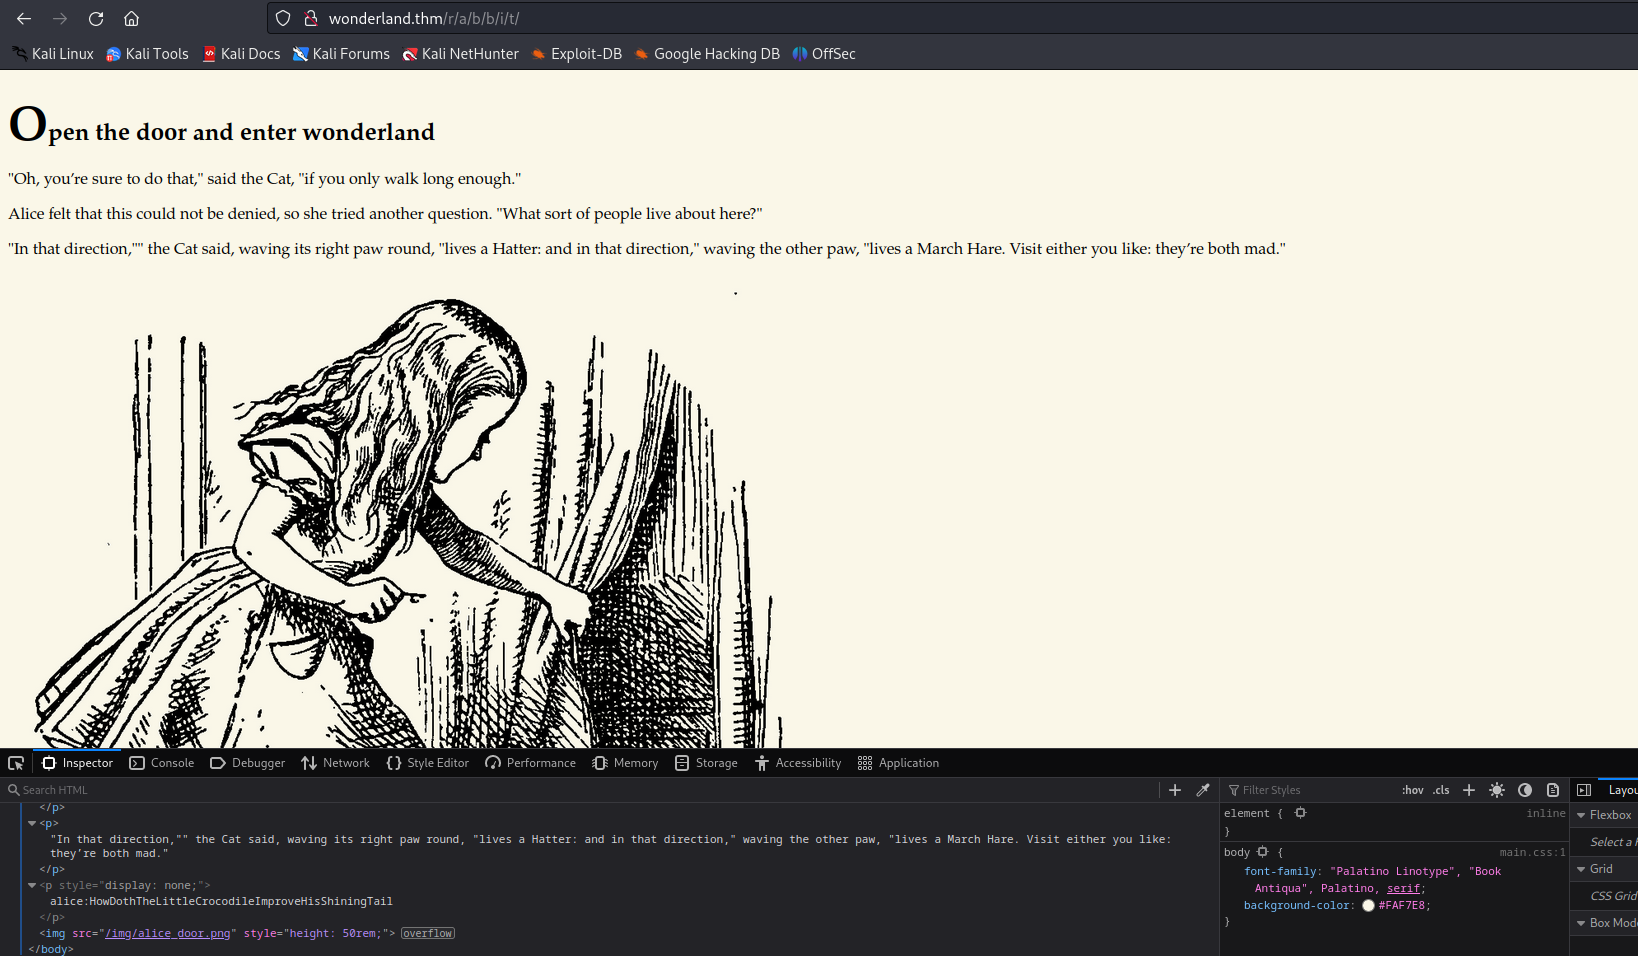 wonderland.thm/r/a/b/b/i/t/
Kali Linux Kali Tools Kali Docs Kali Forums Kali NetHunter Exploit-DB Google Hacking DB OffSec
Open the door and enter wonderland
"Oh, you’re sure to do that," said the Cat, "if you only walk long enough."
Alice felt that this could not be denied, so she tried another question. "What sort of people live about here?"
"In that direction,"" the Cat said, waving its right paw round, "lives a Hatter: and in that direction," waving the other paw, "lives a March Hare. Visit either you like: they’re both mad."
Inspector Console Debugger Network Style Editor Performance Memory Storage Accessibility Application
Search HTML
</p>
<p>
"In that direction,"" the Cat said, waving its right paw round, "lives a Hatter: and in that direction," waving the other paw, "lives a March Hare. Visit either you like:
they’re both mad."
</p>
<p style="display: none;">
alice:HowDothTheLittleCrocodileImproveHisShiningTail
</p>
<img src="/img/alice_door.png" style="height: 50rem;"> overflow
</body>
Filter Styles :hov .cls
element { inline
}
body { main.css:1
font-family: "Palatino Linotype", "Book
Antiqua", Palatino, serif;
background-color: #FAF7E8;
}
Layou
Flexbox
Select a
Grid
CSS Grid
Box Mod